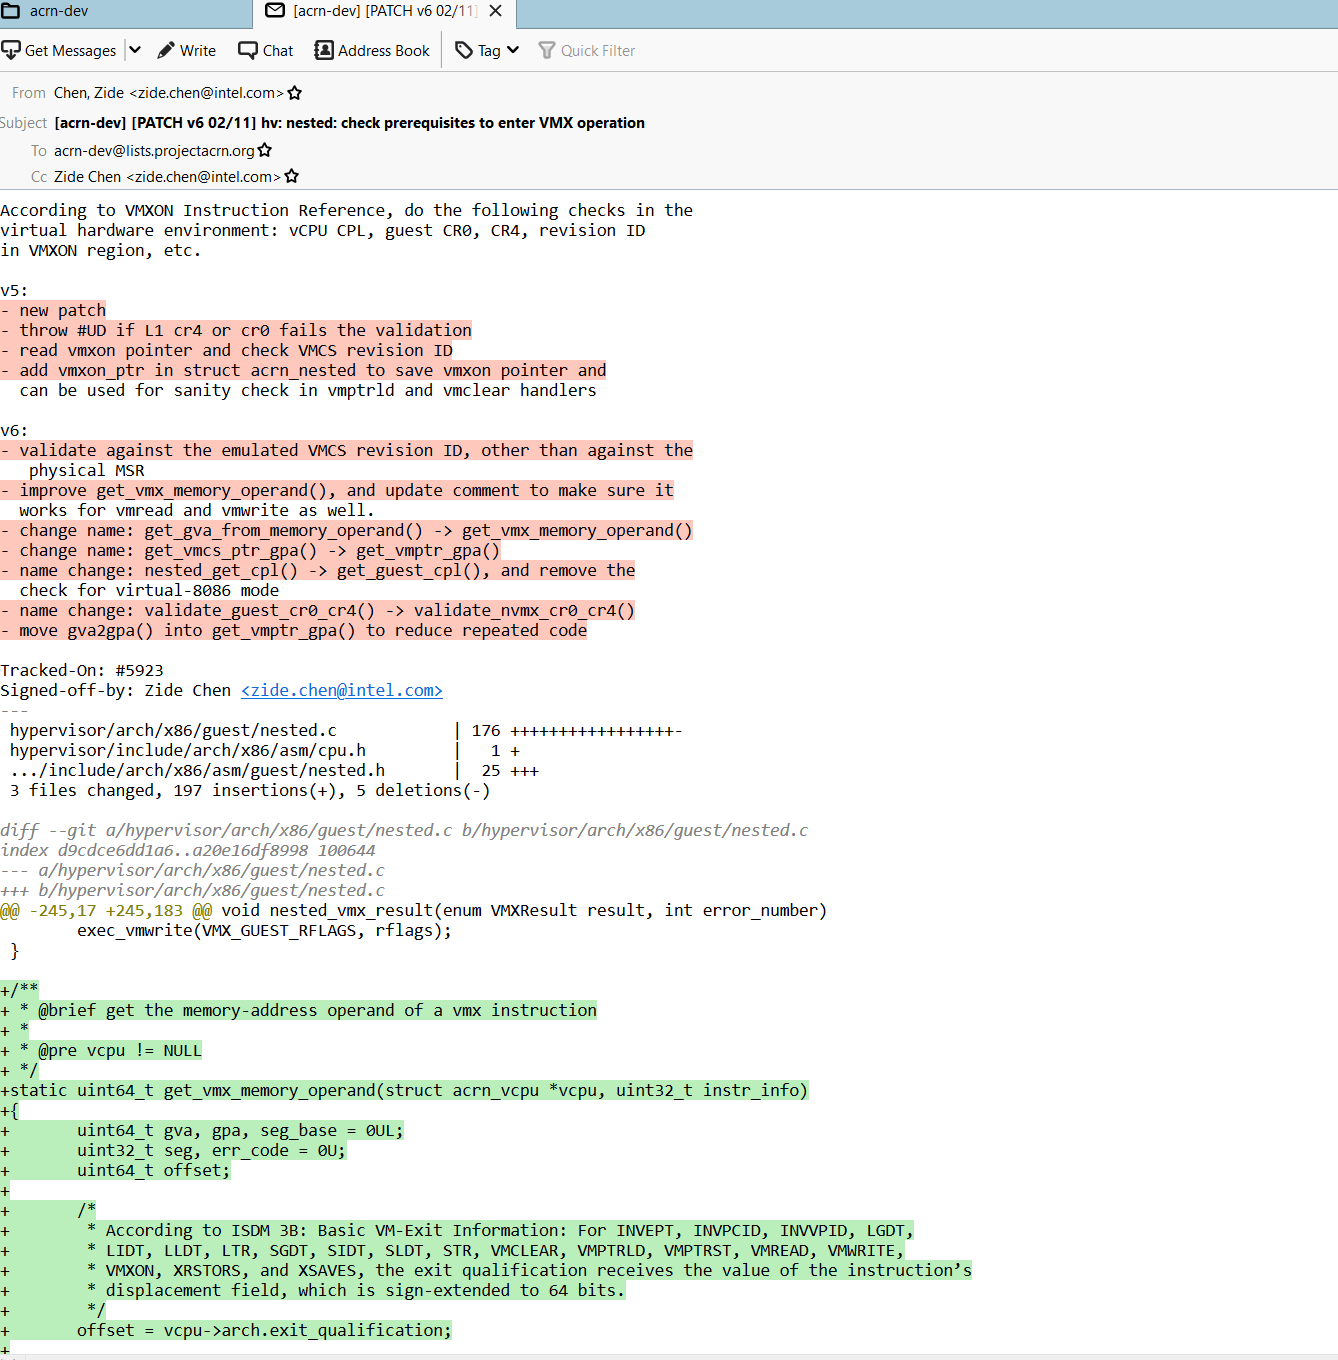 acrn-dev
[acrn-dev] [PATCH v6 02/11]
Get Messages Write Chat Address Book Tag Quick Filter
From Chen, Zide <zide.chen@intel.com>
Subject [acrn-dev] [PATCH v6 02/11] hv: nested: check prerequisites to enter VMX operation
To acrn-dev@lists.projectacrn.org
Cc Zide Chen <zide.chen@intel.com>
According to VMXON Instruction Reference, do the following checks in the
virtual hardware environment: vCPU CPL, guest CR0, CR4, revision ID
in VMXON region, etc.
v5:
- new patch
- throw #UD if L1 cr4 or cr0 fails the validation
- read vmxon pointer and check VMCS revision ID
- add vmxon_ptr in struct acrn_nested to save vmxon pointer and
can be used for sanity check in vmptrld and vmclear handlers
v6:
- validate against the emulated VMCS revision ID, other than against the
physical MSR
- improve get_vmx_memory_operand(), and update comment to make sure it
works for vmread and vmwrite as well.
- change name: get_gva_from_memory_operand() -> get_vmx_memory_operand()
- change name: get_vmcs_ptr_gpa() -> get_vmptr_gpa()
- name change: nested_get_cpl() -> get_guest_cpl(), and remove the
check for virtual-8086 mode
- name change: validate_guest_cr0_cr4() -> validate_nvmx_cr0_cr4()
- move gva2gpa() into get_vmptr_gpa() to reduce repeated code
Tracked-On: #5923
Signed-off-by: Zide Chen <zide.chen@intel.com>
---
hypervisor/arch/x86/guest/nested.c | 176 +++++++++++++++++-
hypervisor/include/arch/x86/asm/cpu.h | 1 +
.../include/arch/x86/asm/guest/nested.h | 25 +++
3 files changed, 197 insertions(+), 5 deletions(-)
diff --git a/hypervisor/arch/x86/guest/nested.c b/hypervisor/arch/x86/guest/nested.c
index d9cdce6dd1a6..a20e16df8998 100644
--- a/hypervisor/arch/x86/guest/nested.c
+++ b/hypervisor/arch/x86/guest/nested.c
@@ -245,17 +245,183 @@ void nested_vmx_result(enum VMXResult result, int error_number)
exec_vmwrite(VMX_GUEST_RFLAGS, rflags);
}
+/**
+ * @brief get the memory-address operand of a vmx instruction
+ *
+ * @pre vcpu != NULL
+ */
+static uint64_t get_vmx_memory_operand(struct acrn_vcpu *vcpu, uint32_t instr_info)
+{
+ uint64_t gva, gpa, seg_base = 0UL;
+ uint32_t seg, err_code = 0U;
+ uint64_t offset;
+
+ /*
+ * According to ISDM 3B: Basic VM-Exit Information: For INVEPT, INVPCID, INVVPID, LGDT,
+ * LIDT, LLDT, LTR, SGDT, SIDT, SLDT, STR, VMCLEAR, VMPTRLD, VMPTRST, VMREAD, VMWRITE,
+ * VMXON, XRSTORS, and XSAVES, the exit qualification receives the value of the instruction’s
+ * displacement field, which is sign-extended to 64 bits.
+ */
+ offset = vcpu->arch.exit_qualification;
+